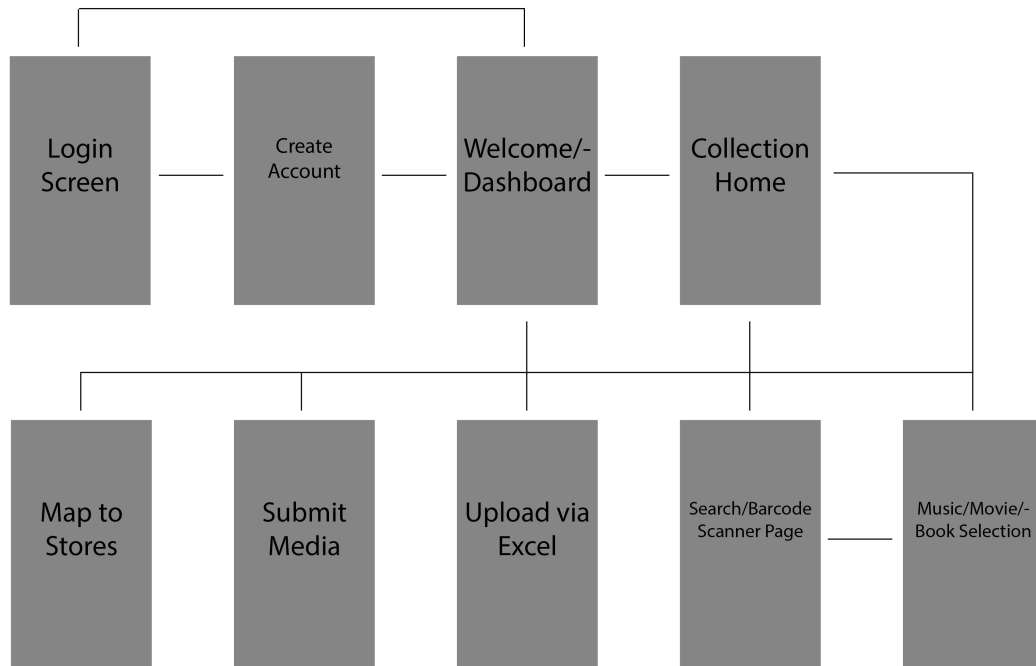 Login
Screen
Create
Account
Welcome/-
Dashboard
Collection
Home
Map to
Stores
Submit
Media
Upload via
Excel
Search/Barcode
Scanner Page
Music/Movie/-
Book Selection